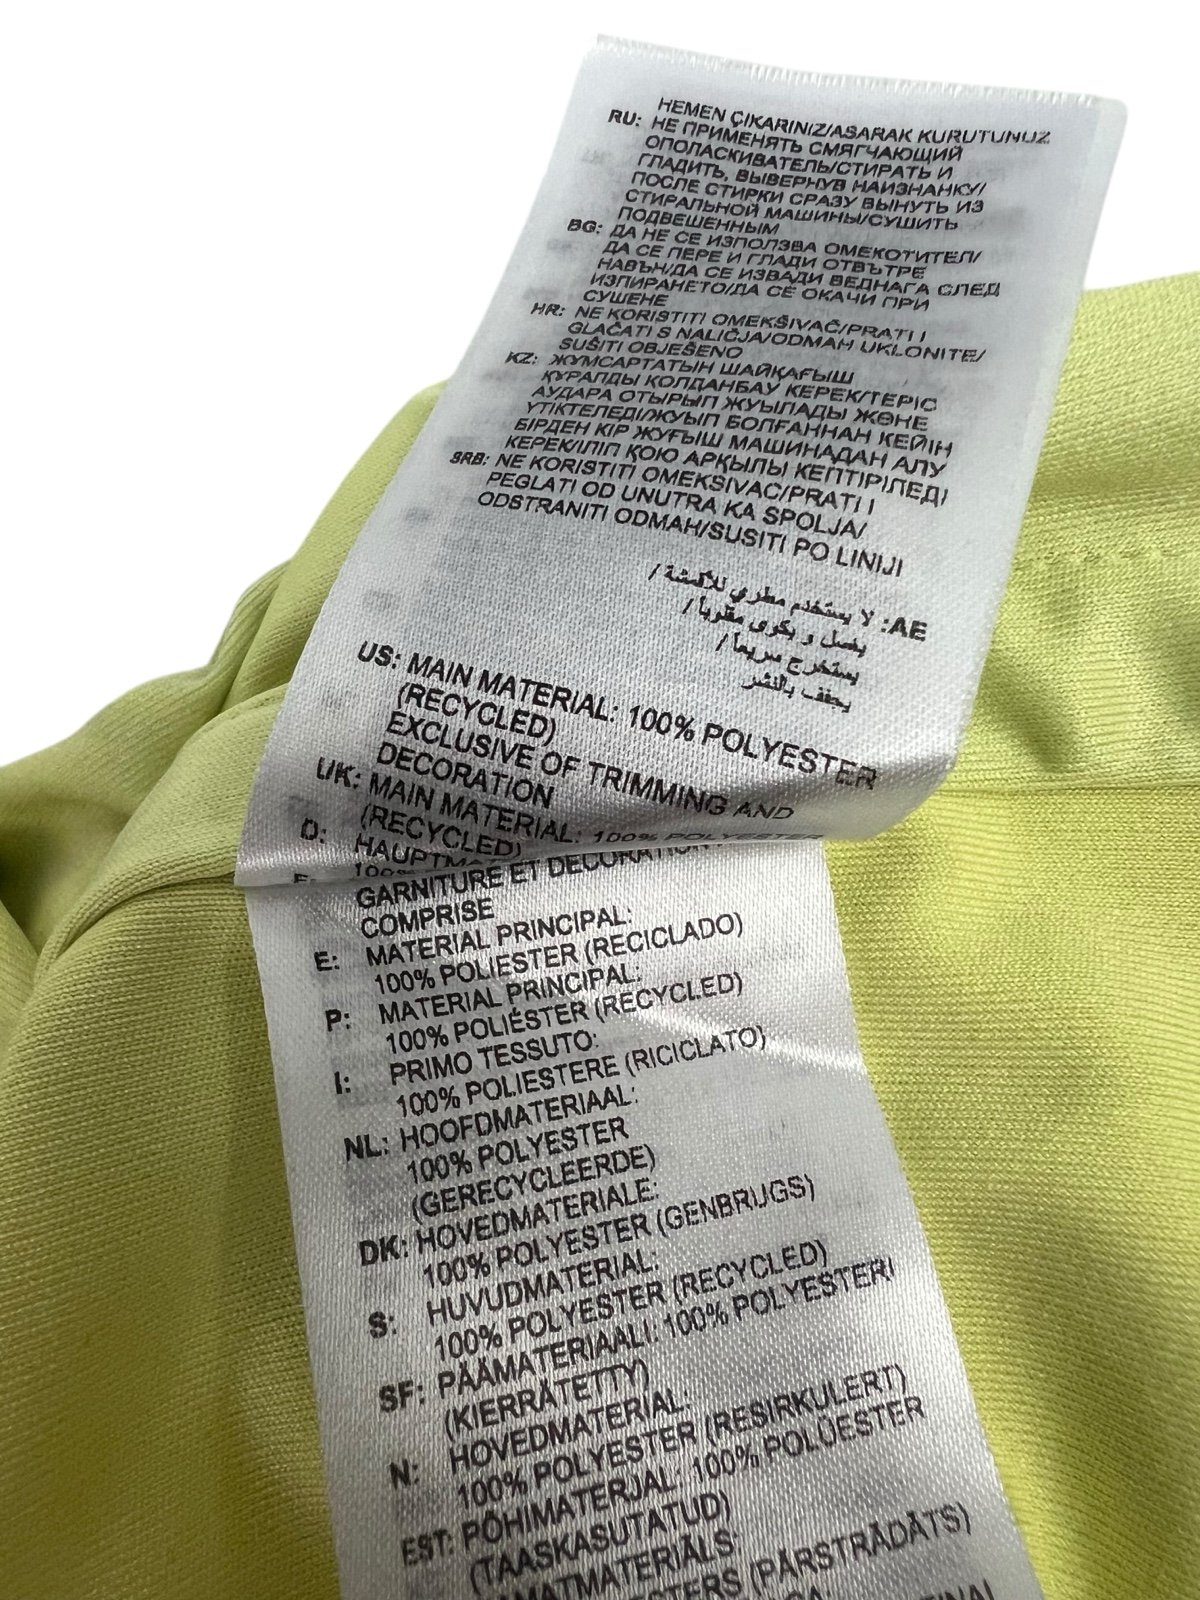 HEMEN ÇIKARINIZ/ASARAK KURUTUNUZ
RU: НЕ ПРИМЕНЯТЬ СМЯГЧАЮЩИЙ
ОПОЛАСКИВАТЕЛЬ/СТИРАТЬ И
ГЛАДИТЬ, ВЫВЕРНУВ НАИЗНАНКУ/
ПОСЛЕ СТИРКИ СРАЗУ ВЫНУТЬ ИЗ
СТИРАЛЬНОЙ МАШИНЫ/СУШИТЬ
ПОДВЕШЕННЫМ
BG: ДА НЕ СЕ ИЗПОЛЗВА ОМЕКОТИТЕЛ/
ДА СЕ ПЕРЕ И ГЛАДИ ОТВЪТРЕ
НАВЪН/ДА СЕ ИЗВАДИ ВЕДНАГА СЛЕД
ИЗПИРАНЕТО/ДА СЕ ОКАЧИ ПРИ
СУШЕНЕ
HR: NE KORISTITI OMEKŠIVAČ/PRATI I
GLAČATI S NALIČJA/ODMAH UKLONITE/
SUŠITI OBJEŠENO
KZ: ЖУМСАРТАТЫН ШАЙҚАҒЫШ
ҚҰРАЛДЫ ҚОЛДАНБАУ КЕРЕК/ТЕРІС
АУДАРА ОТЫРЫП ЖУЫЛАДЫ ЖӘНЕ
ҮТІКТЕЛЕДІ/ЖУЫП БОЛҒАННАН КЕЙІН
БІРДЕН КІР ЖУҒЫШ МАШИНАДАН АЛУ
КЕРЕК/ІЛІП ҚОЮ АРҚЫЛЫ КЕПТІРІЛЕДІ
SRB: NE KORISTITI OMEKSIVAC/PRATI I
PEGLATI OD UNUTRA KA SPOLJA/
ODSTRANITI ODMAH/SUSITI PO LINIJI
AE: لا يستخدم مطري للأقمشة /
يغسل و يكوى مقلوباً /
يستخرج سريعاً /
يجفف بالنشر
US: MAIN MATERIAL: 100% POLYESTER
(RECYCLED)
EXCLUSIVE OF TRIMMING AND
DECORATION
UK: MAIN MATERIAL: 100% POLYESTER
(RECYCLED)
D:
F:
GARNITURE ET DECORATION
COMPRISE
E: MATERIAL PRINCIPAL:
100% POLIESTER (RECICLADO)
P: MATERIAL PRINCIPAL:
100% POLIÉSTER (RECYCLED)
I: PRIMO TESSUTO:
100% POLIESTERE (RICICLATO)
NL: HOOFDMATERIAAL:
100% POLYESTER
(GERECYCLEERDE)
DK: HOVEDMATERIALE:
100% POLYESTER (GENBRUGS)
S: HUVUDMATERIAL:
100% POLYESTER (RECYCLED)
SF: PÄÄMATERIAALI: 100% POLYESTERI
(KIERRÄTETTY)
N: HOVEDMATERIAL:
100% POLYESTER (RESIRKULERT)
EST: PÕHIMATERJAL: 100% POLÜESTER
(TAASKASUTATUD)
(PĀRSTRĀDĀTS)